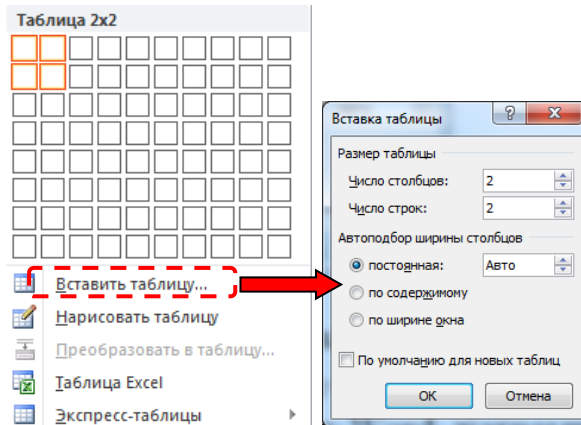 Таблица 2x2
Вставить таблицу...
Нарисовать таблицу
Преобразовать в таблицу...
Таблица Excel
Экспресс-таблицы
Вставка таблицы
Размер таблицы
Число столбцов: 2
Число строк: 2
Автоподбор ширины столбцов
постоянная: Авто
по содержимому
по ширине окна
По умолчанию для новых таблиц
ОК Отмена